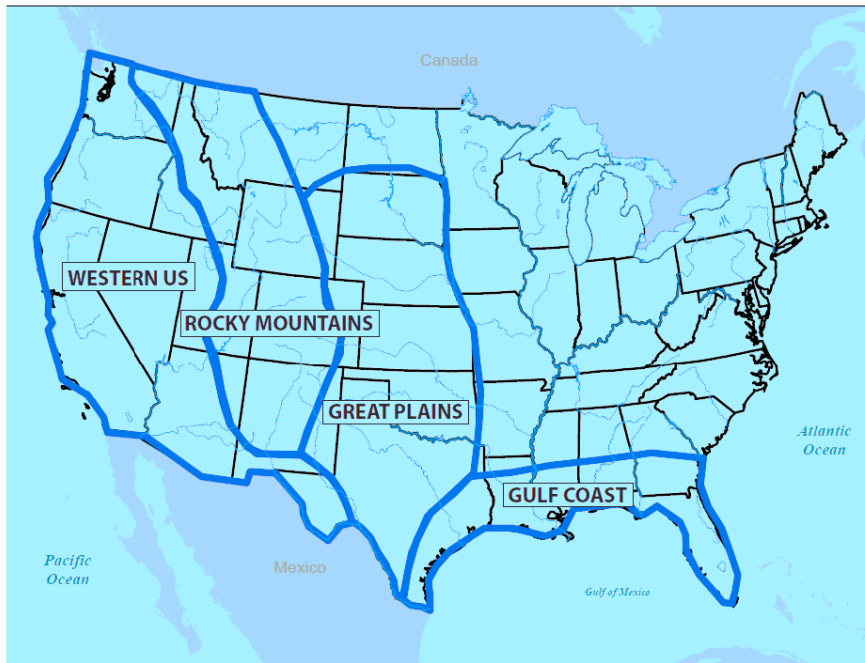 Canada
WESTERN US
ROCKY MOUNTAINS
GREAT PLAINS
Atlantic
Ocean
GULF COAST
Pacific
Ocean
Mexico
Gulf of Mexico